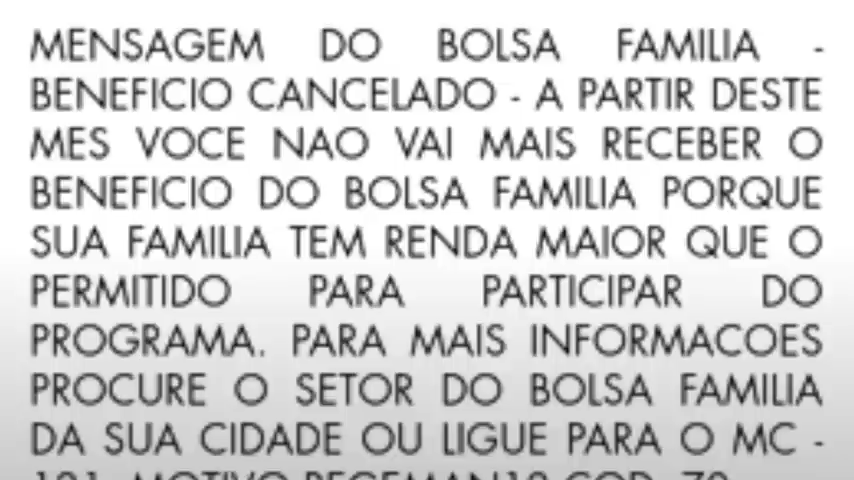 MENSAGEM DO BOLSA FAMILIA -
BENEFICIO CANCELADO - A PARTIR DESTE
MES VOCE NAO VAI MAIS RECEBER O
BENEFICIO DO BOLSA FAMILIA PORQUE
SUA FAMILIA TEM RENDA MAIOR QUE O
PERMITIDO PARA PARTICIPAR DO
PROGRAMA. PARA MAIS INFORMACOES
PROCURE O SETOR DO BOLSA FAMILIA
DA SUA CIDADE OU LIGUE PARA O MC -
MOTIVO